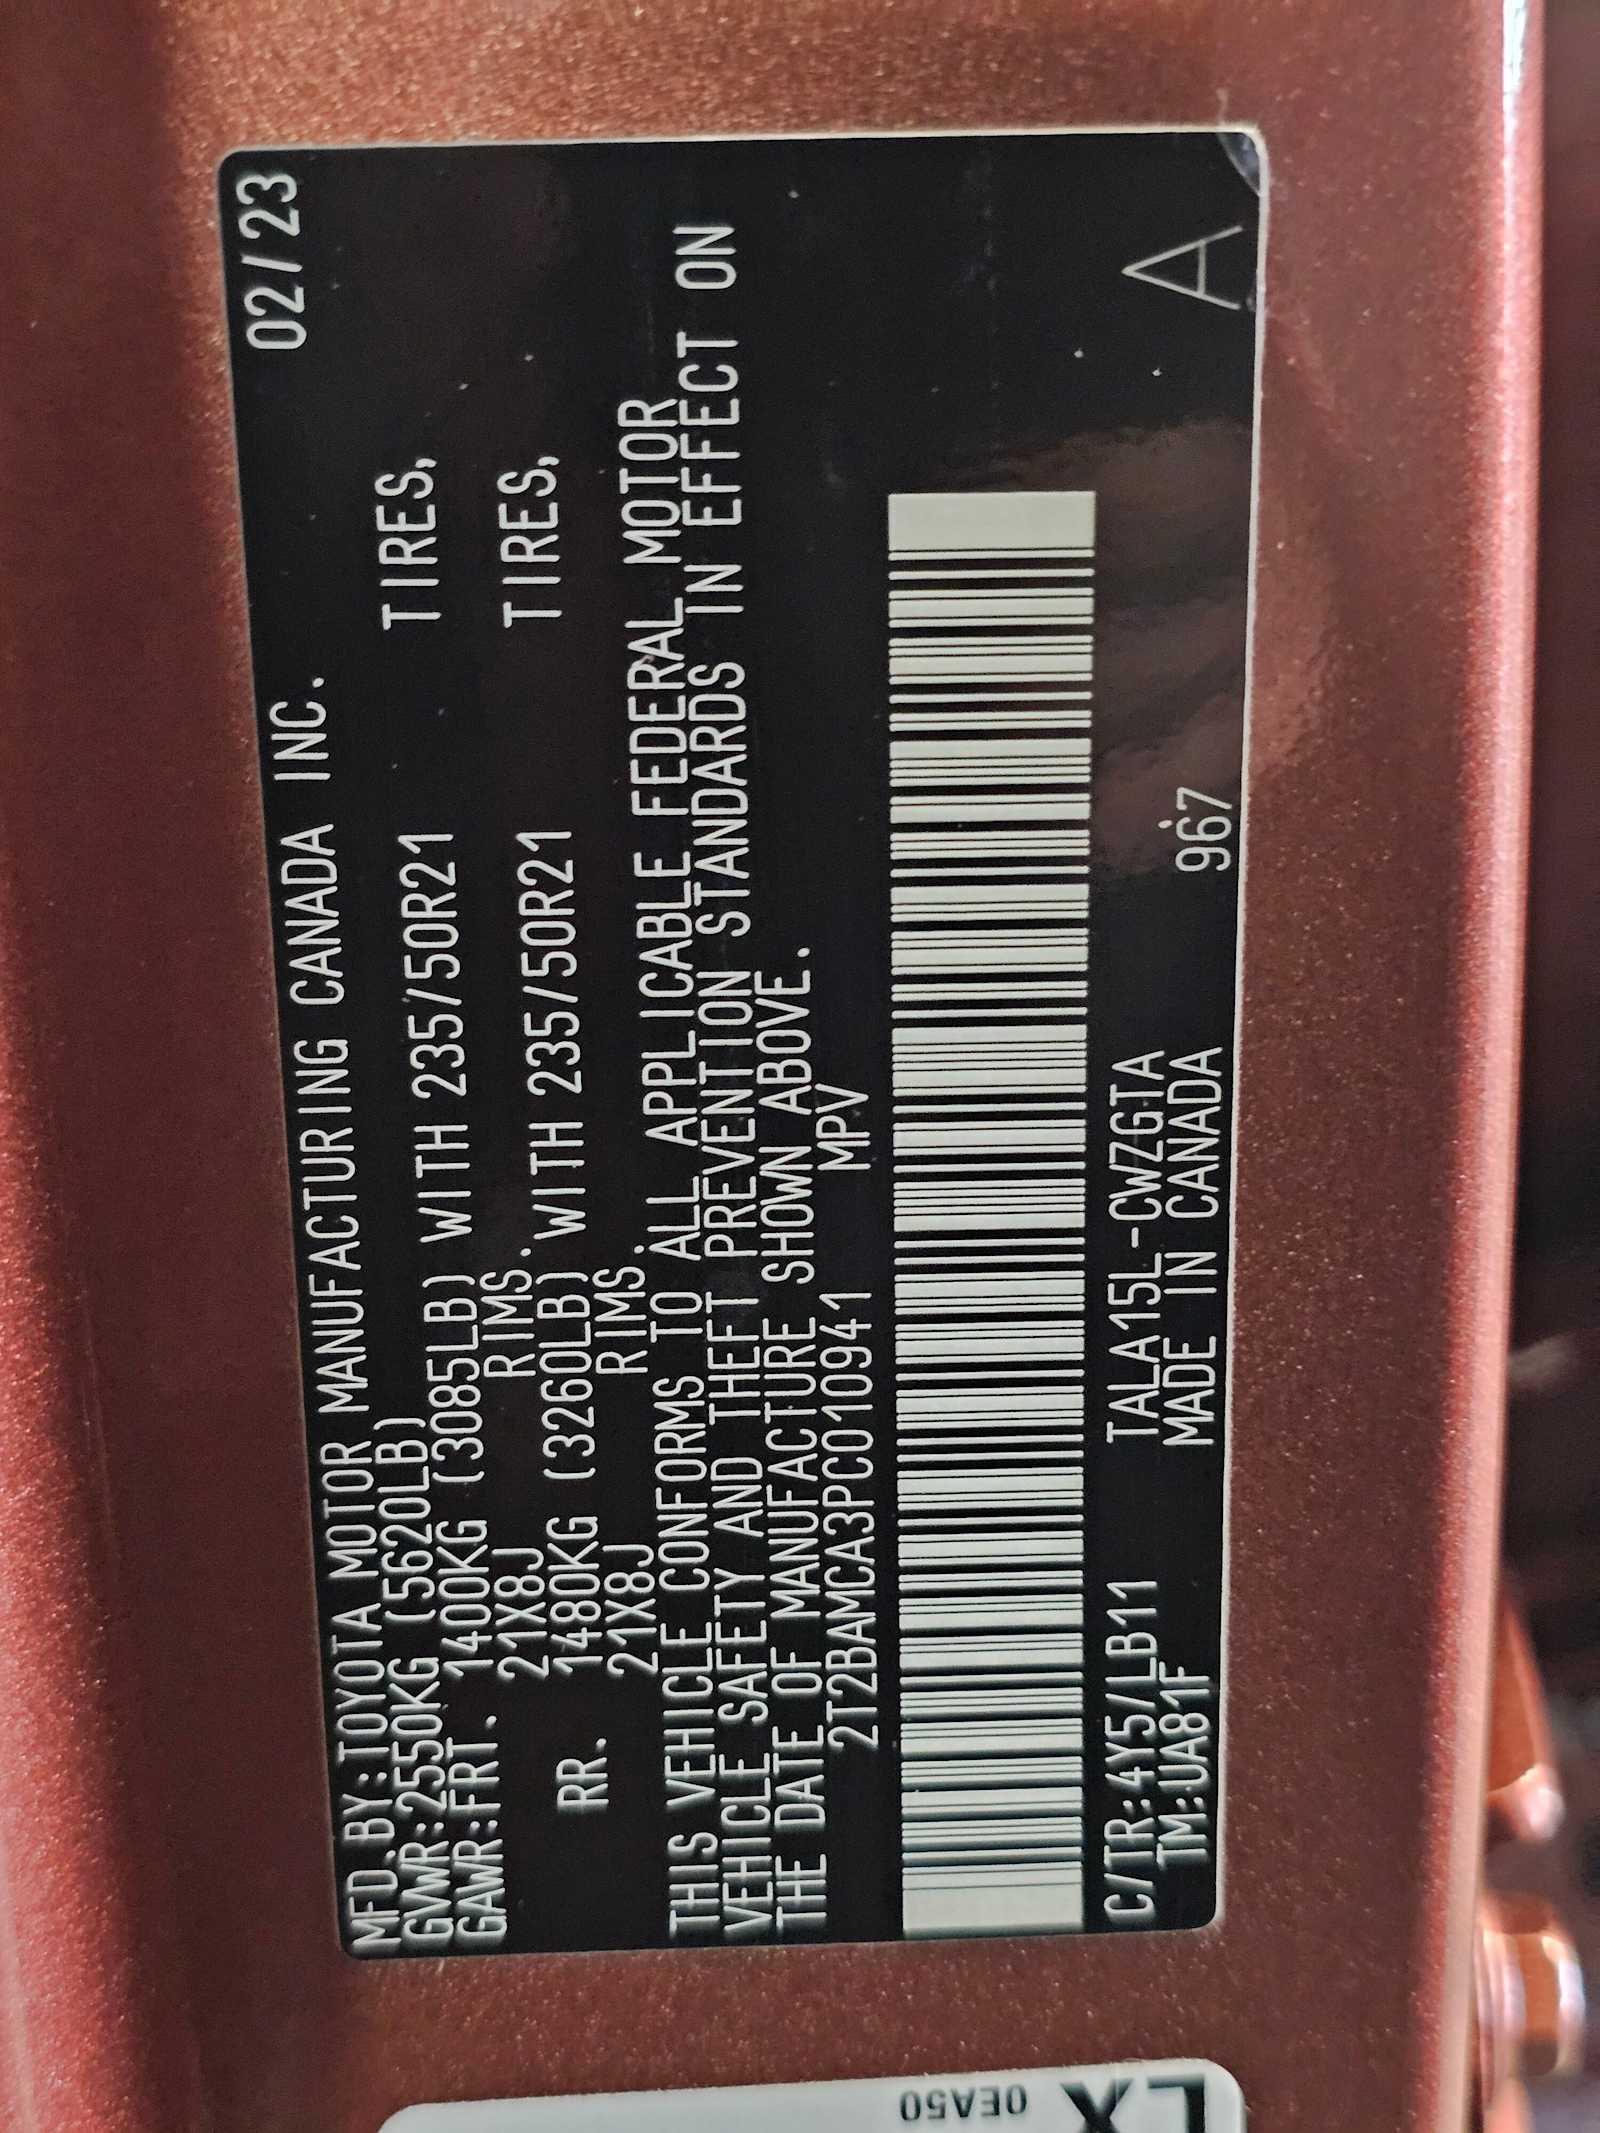 MFD.BY:TOYOTA MOTOR MANUFACTURING CANADA INC. 02/23
GVWR:2550KG (5620LB)
GAWR:FRT. 1400KG (3085LB) WITH 235/50R21 TIRES,
21X8J RIMS.
RR. 1480KG (3260LB) WITH 235/50R21 TIRES,
21X8J RIMS.
THIS VEHICLE CONFORMS TO ALL APPLICABLE FEDERAL MOTOR
VEHICLE SAFETY AND THEFT PREVENTION STANDARDS IN EFFECT ON
THE DATE OF MANUFACTURE SHOWN ABOVE.
2T2BAMCA3PC010941 MPV
C/TR:4Y5/LB11 TALA15L-CWZGTA
TM:UA81F MADE IN CANADA 967 A
0EA50